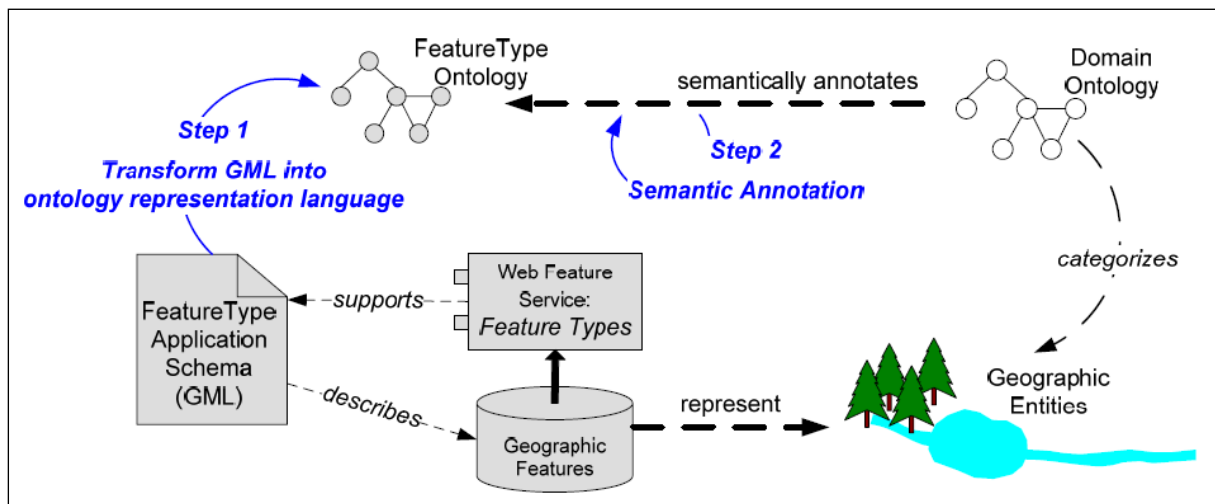 FeatureType
Ontology
semantically annotates
Domain
Ontology
Step 1
Transform GML into
ontology representation language
Step 2
Semantic Annotation
categorizes
FeatureType
Application
Schema
(GML)
supports
Web Feature
Service:
Feature Types
describes
Geographic
Features
represent
Geographic
Entities